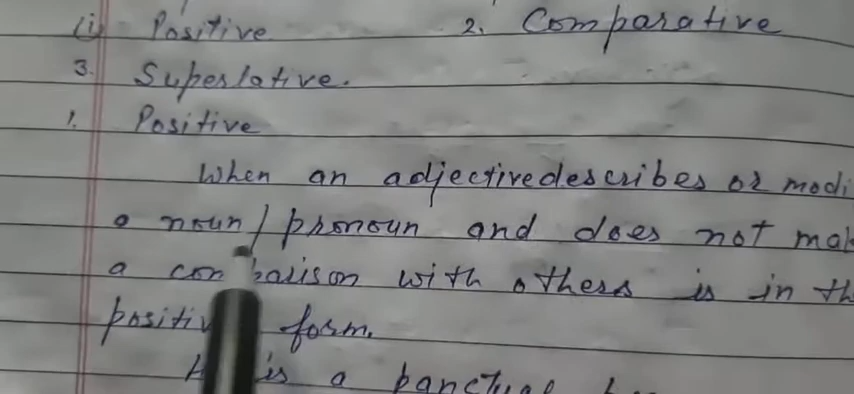 (i) Positive 2. Comparative
3. Superlative.
1. Positive
When an adjective describes or modi
a noun/pronoun and does not mak
a comparison with others is in th
positive form.
is a panctual